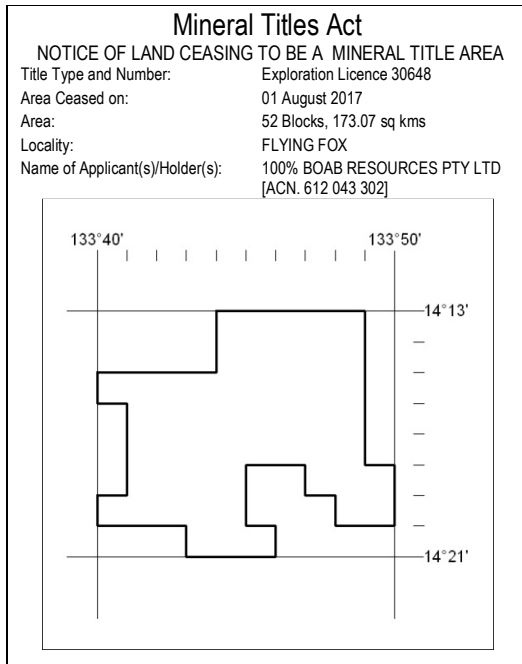 Mineral Titles Act
NOTICE OF LAND CEASING TO BE A MINERAL TITLE AREA
Title Type and Number: Exploration Licence 30648
Area Ceased on: 01 August 2017
Area: 52 Blocks, 173.07 sq kms
Locality: FLYING FOX
Name of Applicant(s)/Holder(s): 100% BOAB RESOURCES PTY LTD
[ACN. 612 043 302]
133°40' 133°50'
14°13'
14°21'